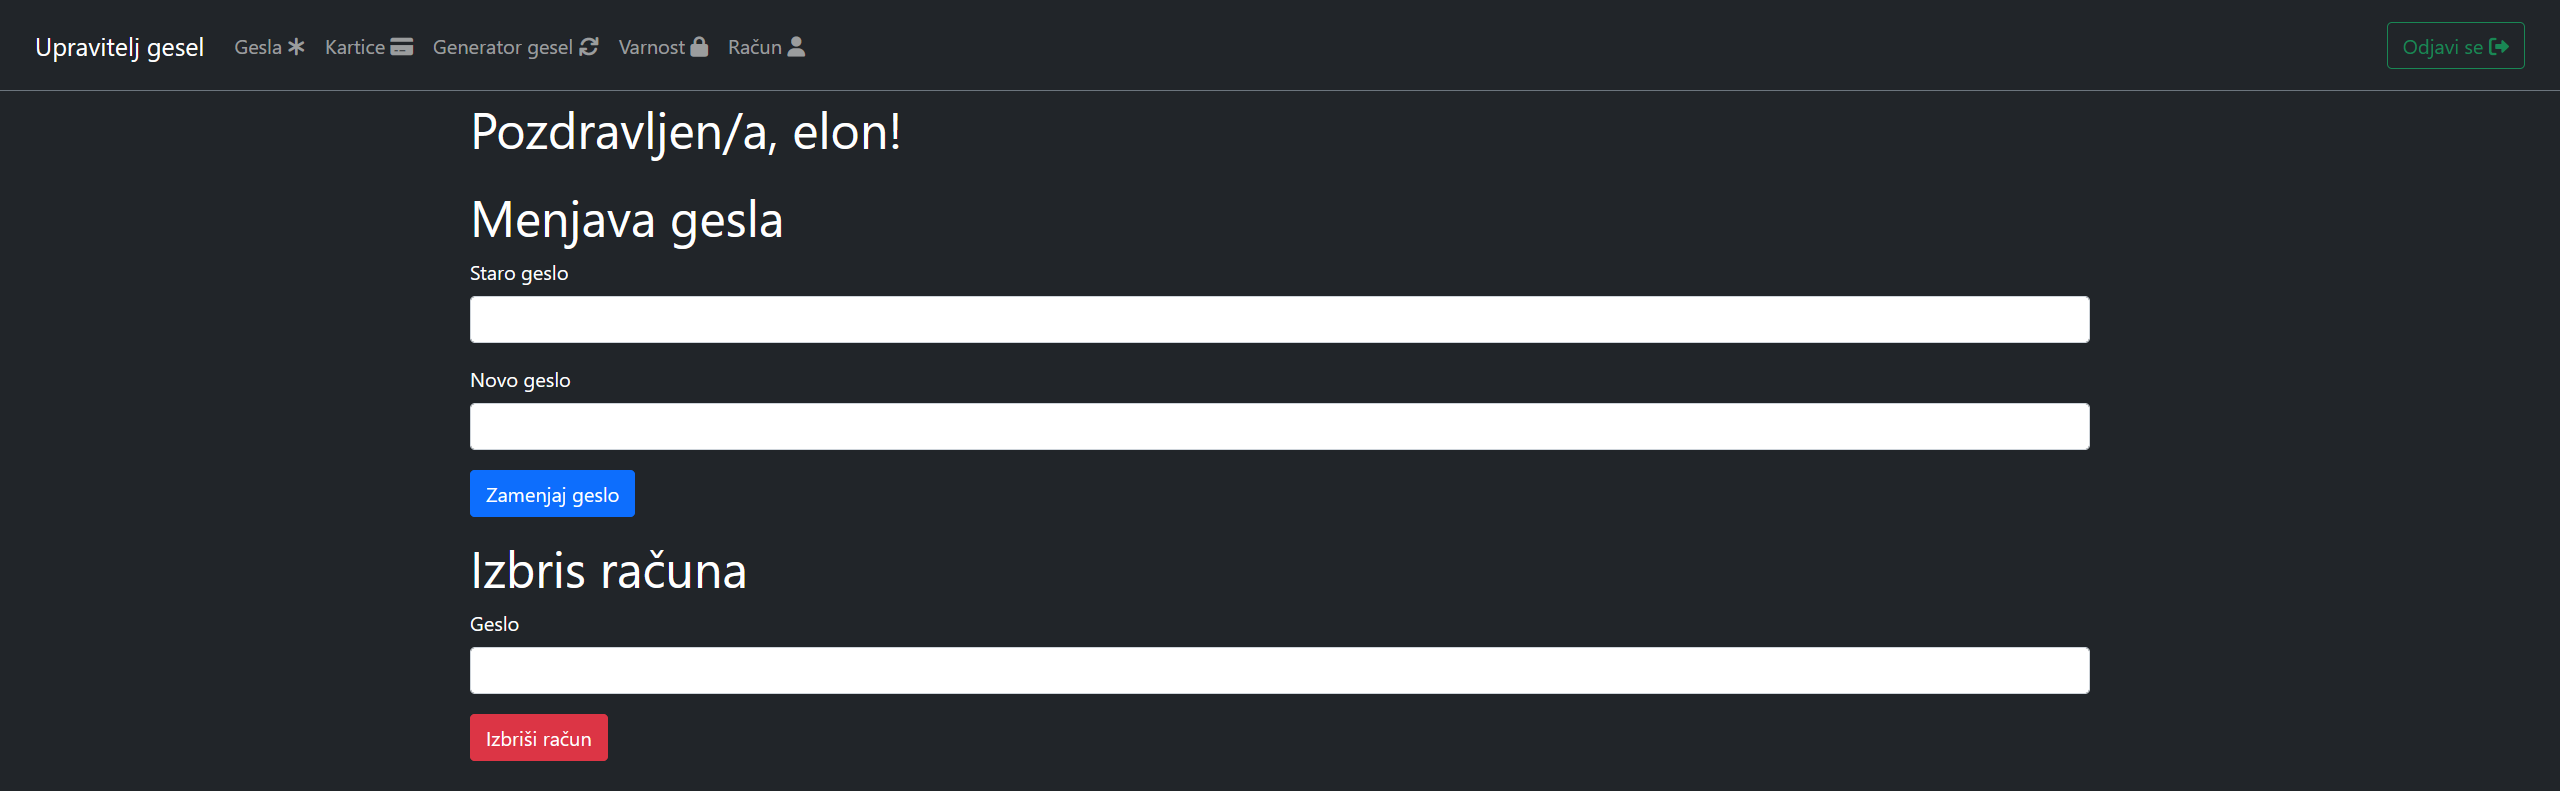 Upravitelj gesel Gesla Kartice Generator gesel Varnost Račun Odjavi se
Pozdravljen/a, elon!
Menjava gesla
Staro geslo
Novo geslo
Zamenjaj geslo
Izbris računa
Geslo
Izbriši račun